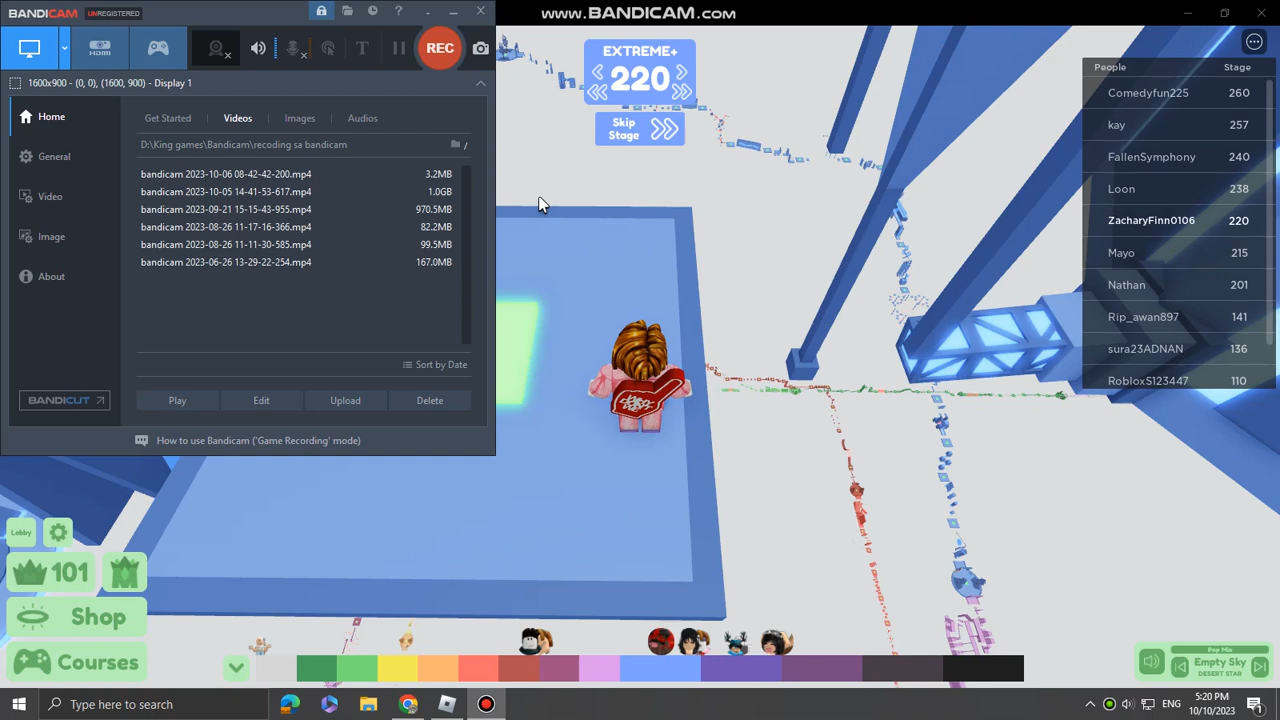 BANDICAM UNREGISTERED
www.BANDICAM.com
HDMI
REC
1600x900 - (0, 0), (1600, 900) - Display 1
Home
General
Video
Image
About
BANDICUT
Get Started Videos Images Audios
D:\King games\Bandicam\recoding sa bandicam
bandicam 2023-10-06 08-42-42-200.mp4 3.2MB
bandicam 2023-10-05 14-41-53-617.mp4 1.0GB
bandicam 2023-09-21 15-15-43-955.mp4 970.5MB
bandicam 2023-08-26 11-17-16-366.mp4 82.2MB
bandicam 2023-08-26 11-11-30-585.mp4 99.5MB
bandicam 2023-06-26 13-29-22-254.mp4 167.0MB
Sort by Date
Play Edit Upload Delete
How to use Bandicam ('Game Recording' mode)
EXTREME+
220
Skip
Stage
People Stage
Comedyfun225 260
kay 257
FallenSymphony 240
Loon 238
ZacharyFinn0106 220
Mayo 215
Nathan 201
Rip_awan897 141
sura23ADNAN 136
RobloxS123447 110
Lobby
101
Shop
Courses
Pop Mix
Empty Sky
DESERT STAR
Type here to search
ENG
5:20 PM
10/10/2023
1